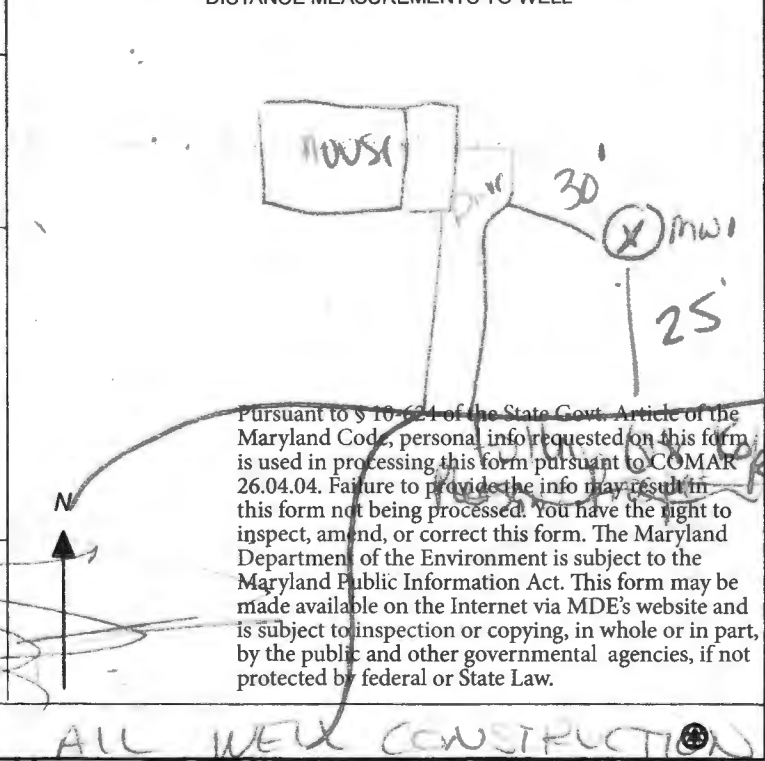 DISTANCE MEASUREMENTS TO WELL
House
30'
MW1
25'
Pursuant to § 10-624 of the State Govt. Article of the
Maryland Code, personal info requested on this form
is used in processing this form pursuant to COMAR
26.04.04. Failure to provide the info may result in
this form not being processed. You have the right to
inspect, amend, or correct this form. The Maryland
Department of the Environment is subject to the
Maryland Public Information Act. This form may be
made available on the Internet via MDE's website and
is subject to inspection or copying, in whole or in part,
by the public and other governmental agencies, if not
protected by federal or State Law.
N
ALL WELL CONSTRUCTION